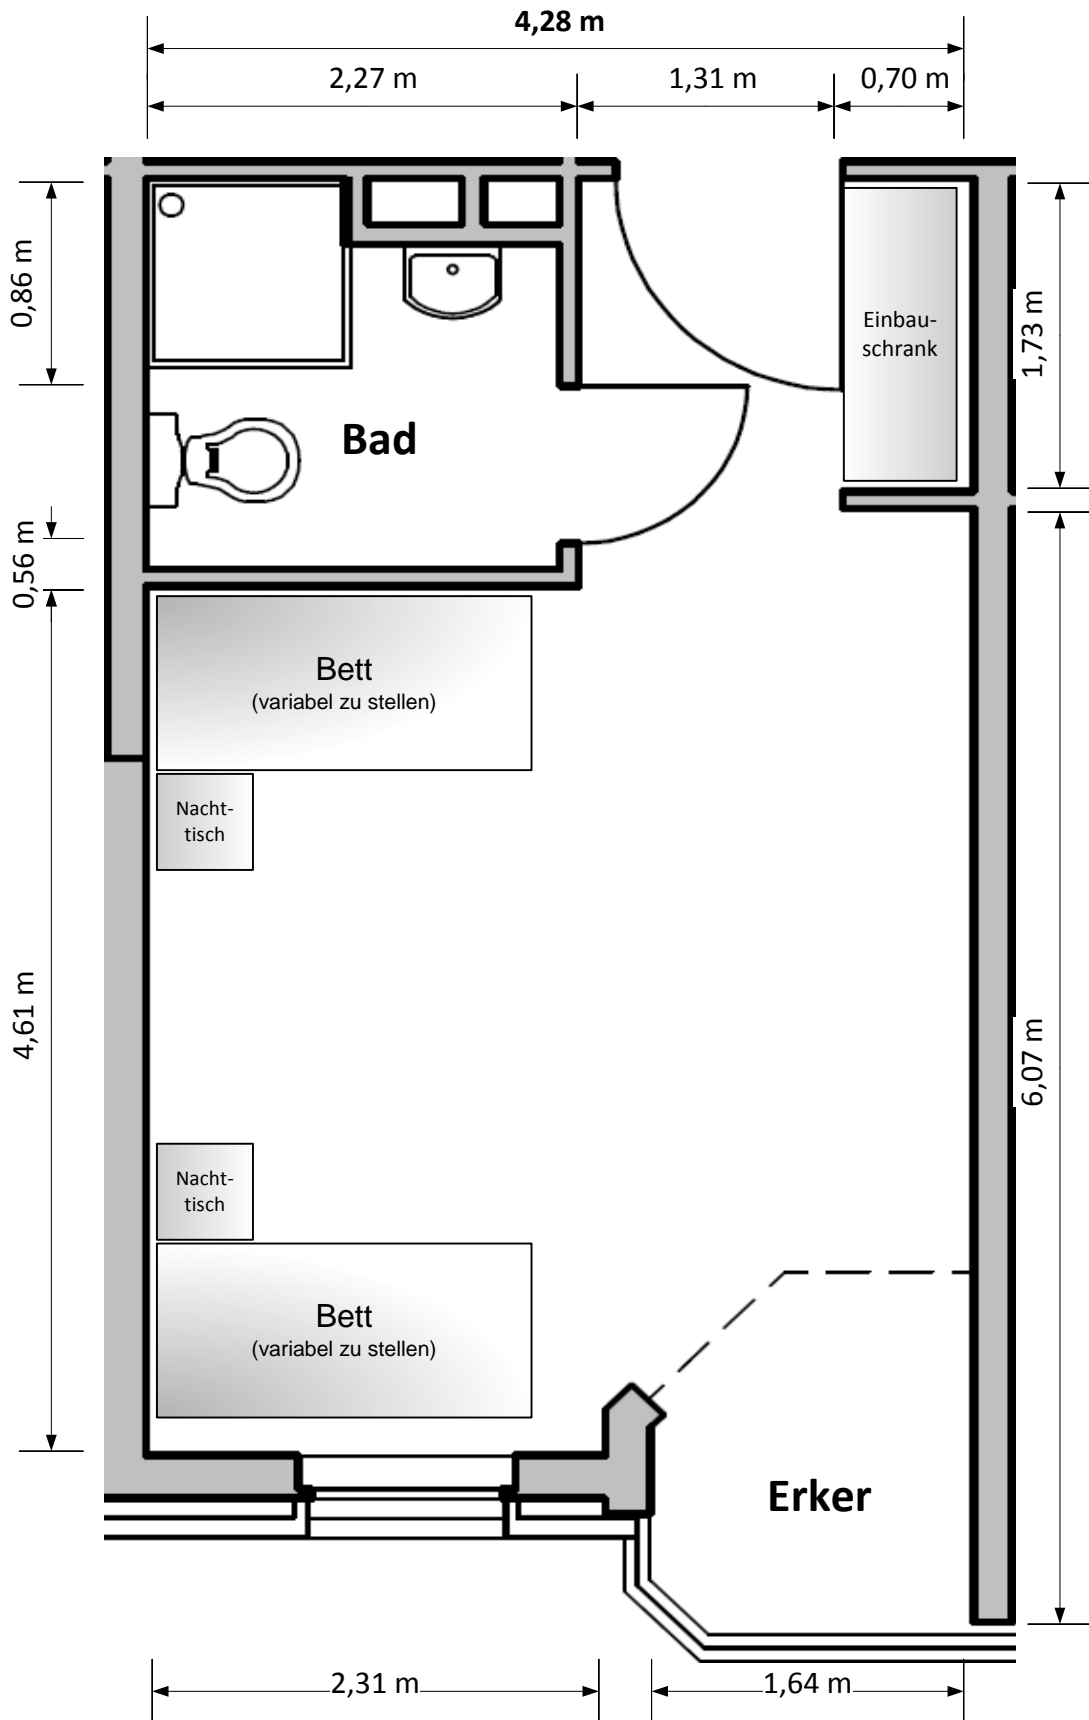 4,28 m
2,27 m
1,31 m
0,70 m
0,86 m
Einbau-
schrank
1,73 m
Bad
0,56 m
Bett
(variabel zu stellen)
Nacht-
tisch
4,61 m
6,07 m
Nacht-
tisch
Bett
(variabel zu stellen)
Erker
2,31 m
1,64 m